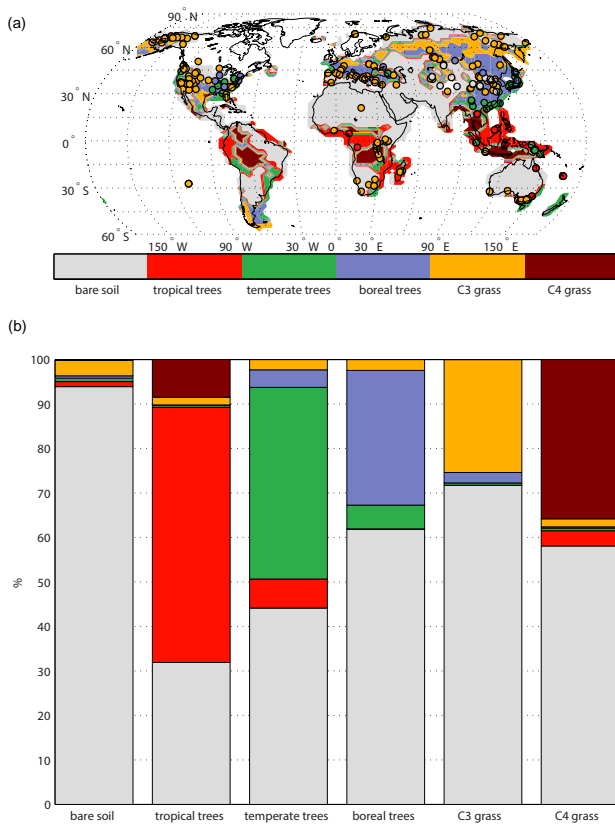 (a)
90° N
60° N
30° N
0°
30° S
60° S
150° W
90° W
30° W
0°
30° E
90° E
150° E
bare soil
tropical trees
temperate trees
boreal trees
C3 grass
C4 grass
(b)
100
90
80
70
60
50
40
30
20
10
0
%
bare soil
tropical trees
temperate trees
boreal trees
C3 grass
C4 grass